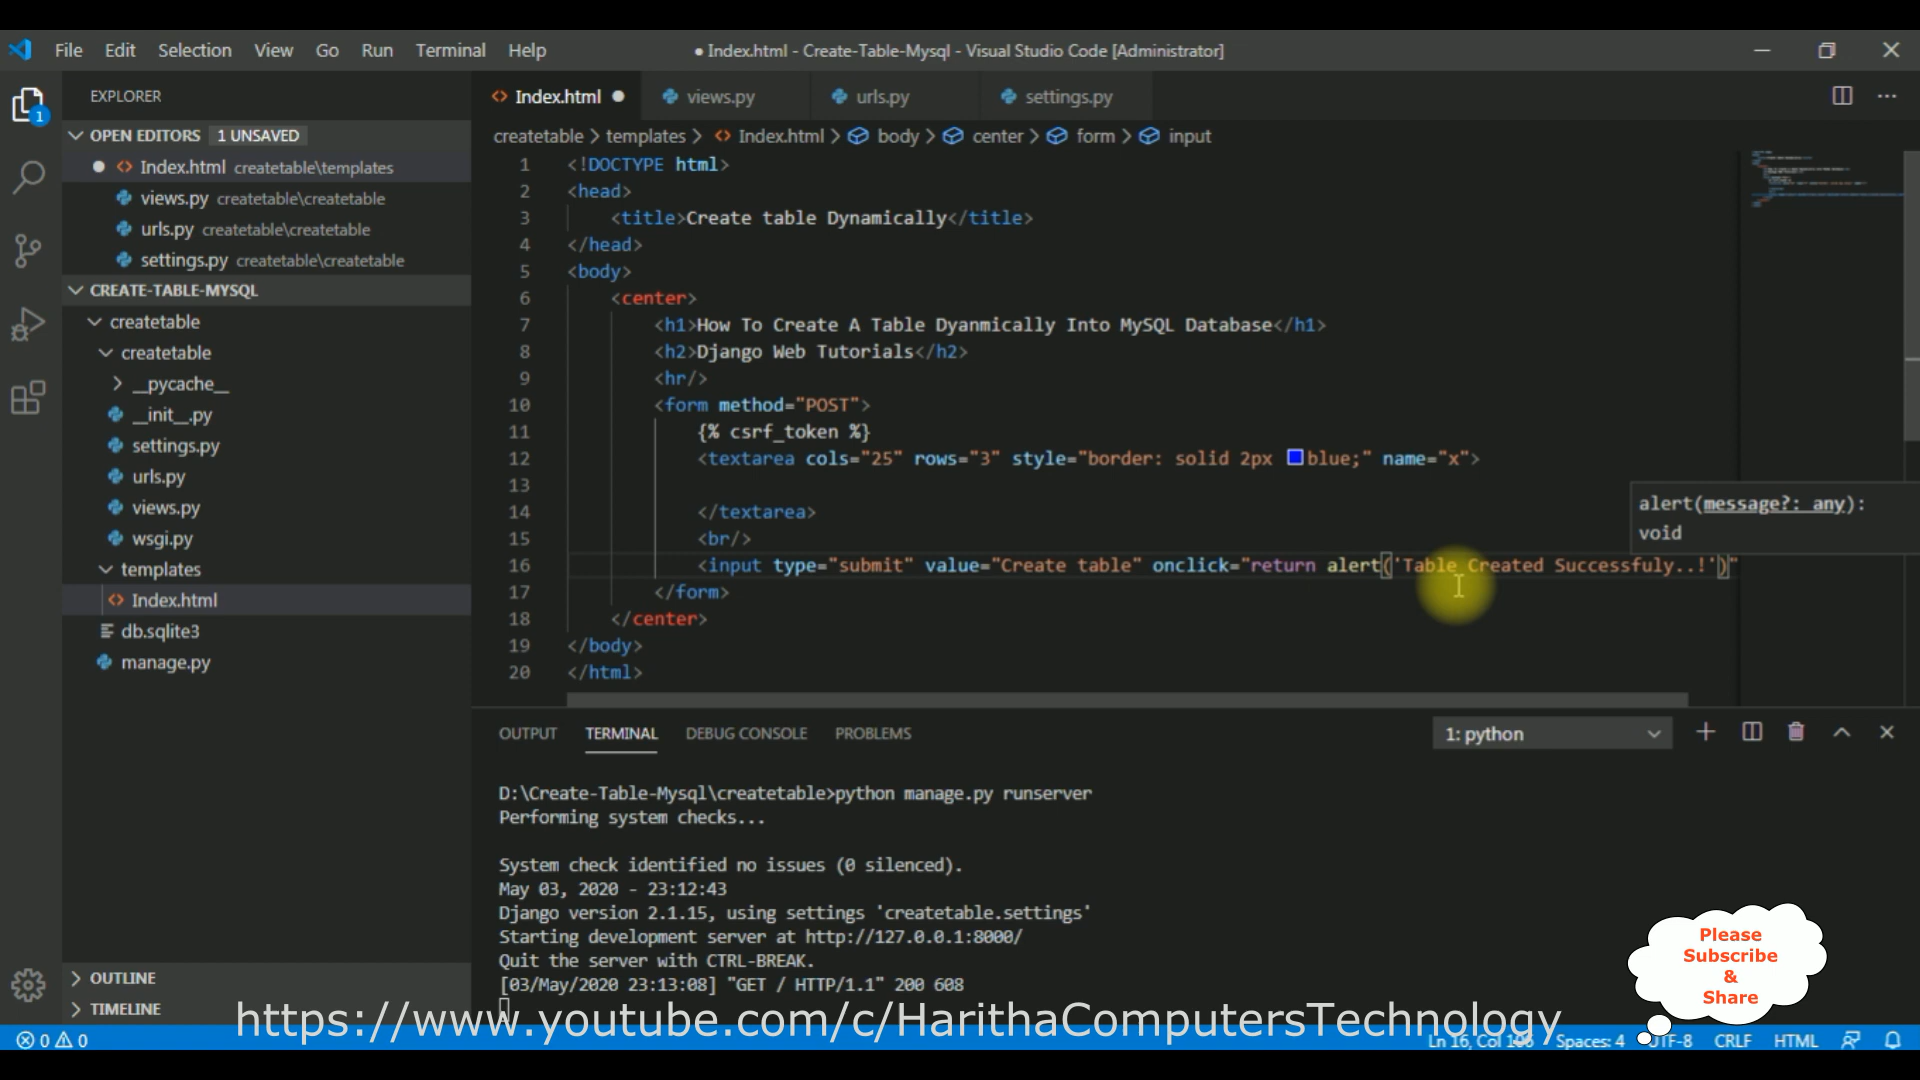 File Edit Selection View Go Run Terminal Help
● Index.html - Create-Table-Mysql - Visual Studio Code [Administrator]
EXPLORER
1
OPEN EDITORS 1 UNSAVED
Index.html createtable\templates
views.py createtable\createtable
urls.py createtable\createtable
settings.py createtable\createtable
CREATE-TABLE-MYSQL
createtable
createtable
__pycache__
__init__.py
settings.py
urls.py
views.py
wsgi.py
templates
Index.html
db.sqlite3
manage.py
OUTLINE
TIMELINE
Index.html views.py urls.py settings.py
createtable > templates > Index.html > body > center > form > input
1 <!DOCTYPE html>
2 <head>
3 <title>Create table Dynamically</title>
4 </head>
5 <body>
6 <center>
7 <h1>How To Create A Table Dyanmically Into MySQL Database</h1>
8 <h2>Django Web Tutorials</h2>
9 <hr/>
10 <form method="POST">
11 {% csrf_token %}
12 <textarea cols="25" rows="3" style="border: solid 2px blue;" name="x">
13
14 </textarea>
15 <br/>
16 <input type="submit" value="Create table" onclick="return alert('Table Created Successfuly..!')"
17 </form>
18 </center>
19 </body>
20 </html>
alert(message?: any):
void
OUTPUT TERMINAL DEBUG CONSOLE PROBLEMS
1: python
D:\Create-Table-Mysql\createtable>python manage.py runserver
Performing system checks...
System check identified no issues (0 silenced).
May 03, 2020 - 23:12:43
Django version 2.1.15, using settings 'createtable.settings'
Starting development server at http://127.0.0.1:8000/
Quit the server with CTRL-BREAK.
[03/May/2020 23:13:08] "GET / HTTP/1.1" 200 608
Please
Subscribe
&
Share
https://www.youtube.com/c/HarithaComputersTechnology
0 0
Ln 16, Col Spaces: 4 UTF-8 CRLF HTML